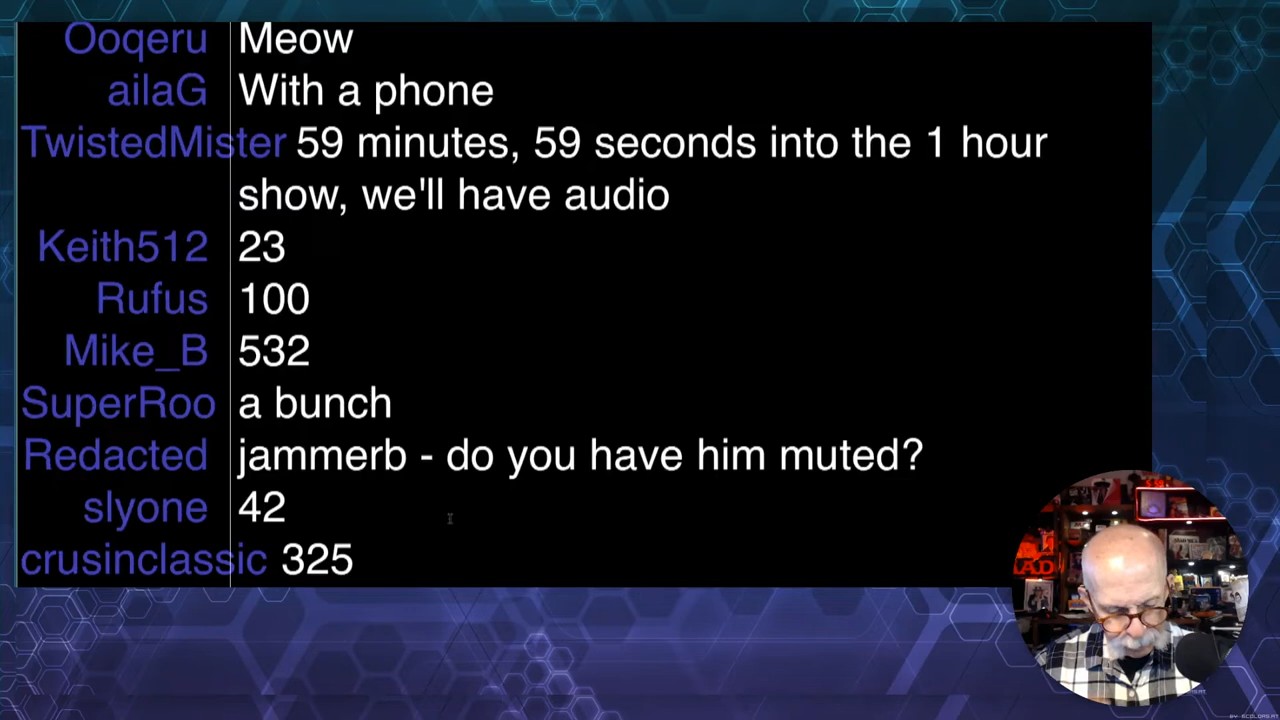 Ooqeru Meow
ailaG With a phone
TwistedMister 59 minutes, 59 seconds into the 1 hour
show, we'll have audio
Keith512 23
Rufus 100
Mike_B 532
SuperRoo a bunch
Redacted jammerb - do you have him muted?
slyone 42
crusinclassic 325